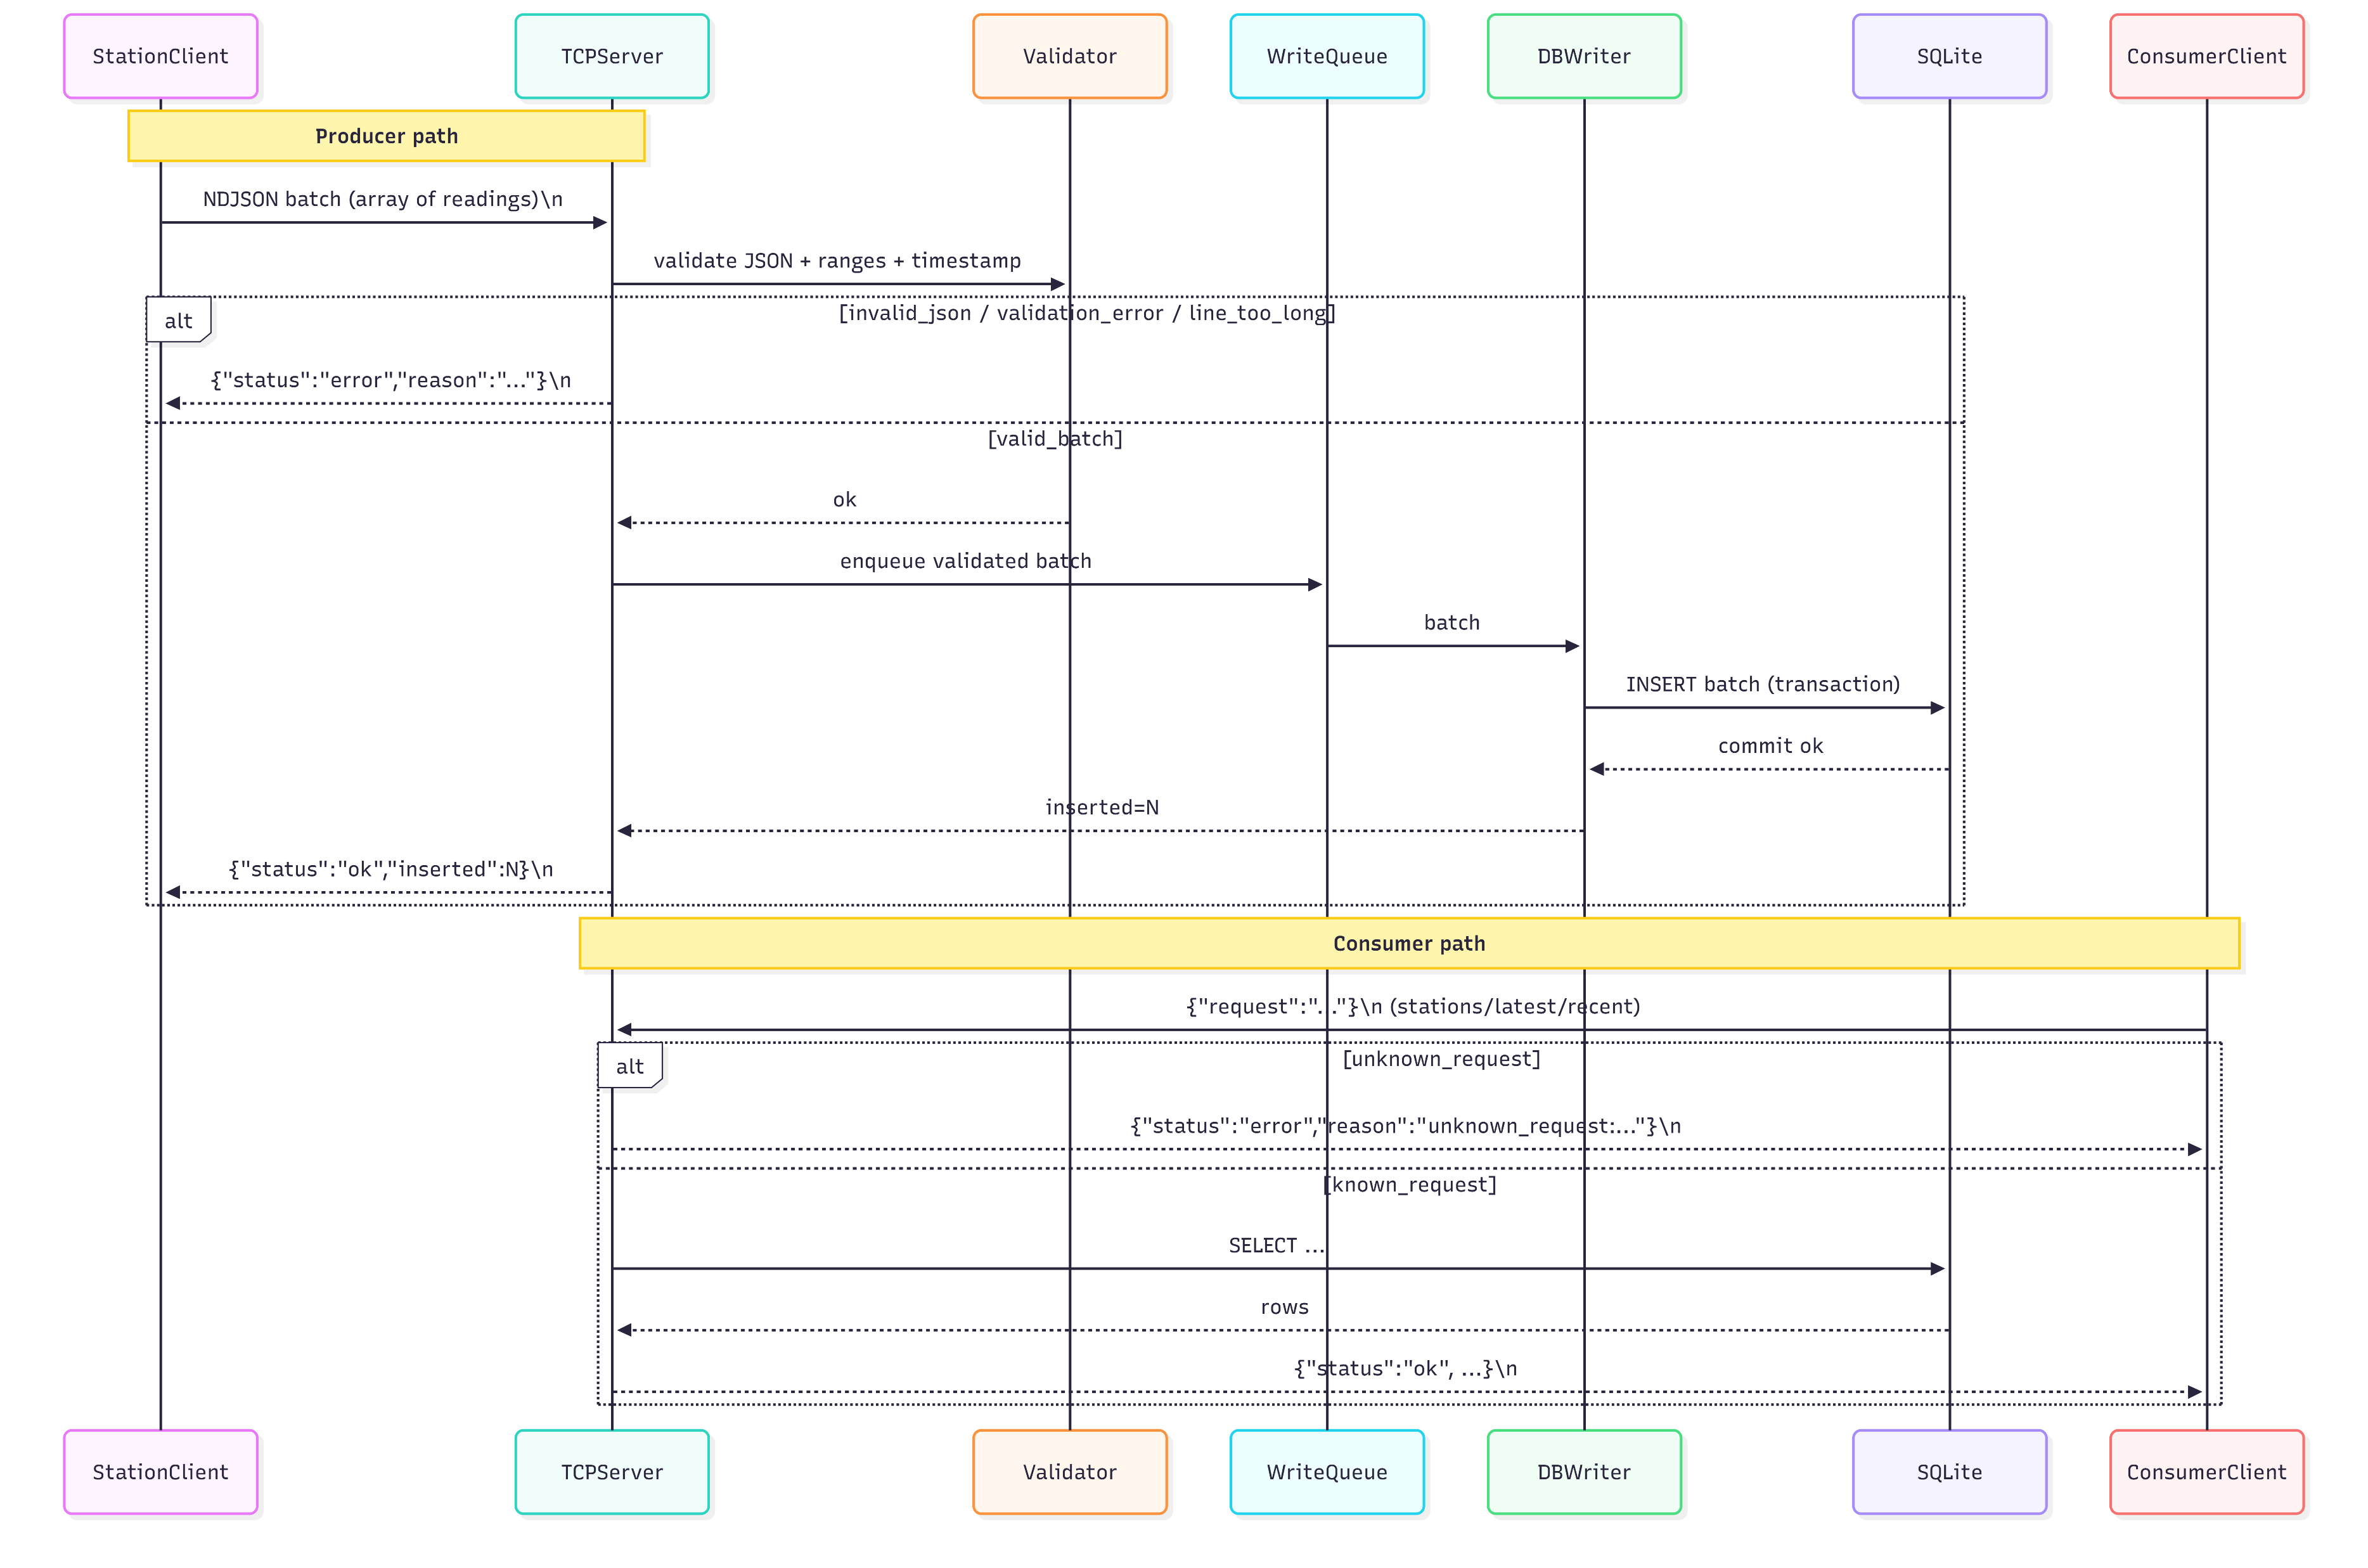 StationClient
TCPServer
Validator
WriteQueue
DBWriter
SQLite
ConsumerClient
Producer path
NDJSON batch (array of readings)\n
validate JSON + ranges + timestamp
alt
[invalid_json / validation_error / line_too_long]
{"status":"error","reason":"..."}\n
[valid_batch]
ok
enqueue validated batch
batch
INSERT batch (transaction)
commit ok
inserted=N
{"status":"ok","inserted":N}\n
Consumer path
{"request":"..."}\n (stations/latest/recent)
alt
[unknown_request]
{"status":"error","reason":"unknown_request:..."}\n
[known_request]
SELECT ...
rows
{"status":"ok", ...}\n
StationClient
TCPServer
Validator
WriteQueue
DBWriter
SQLite
ConsumerClient